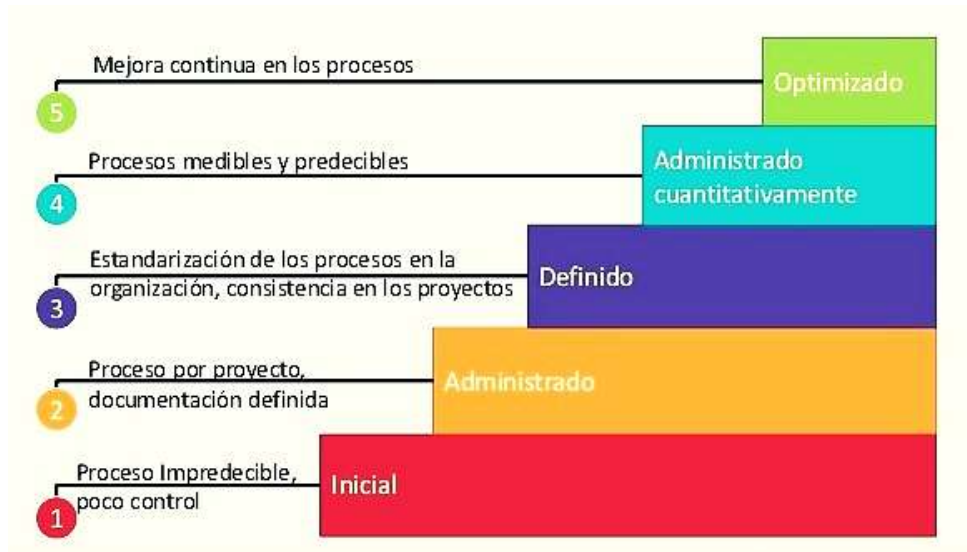 Mejora continua en los procesos
5
Optimizado
Procesos medibles y predecibles
4
Administrado
cuantitativamente
Estandarización de los procesos en la
organización, consistencia en los proyectos
3
Definido
Proceso por proyecto,
documentación definida
2
Administrado
Proceso Impredecible,
poco control
1
Inicial